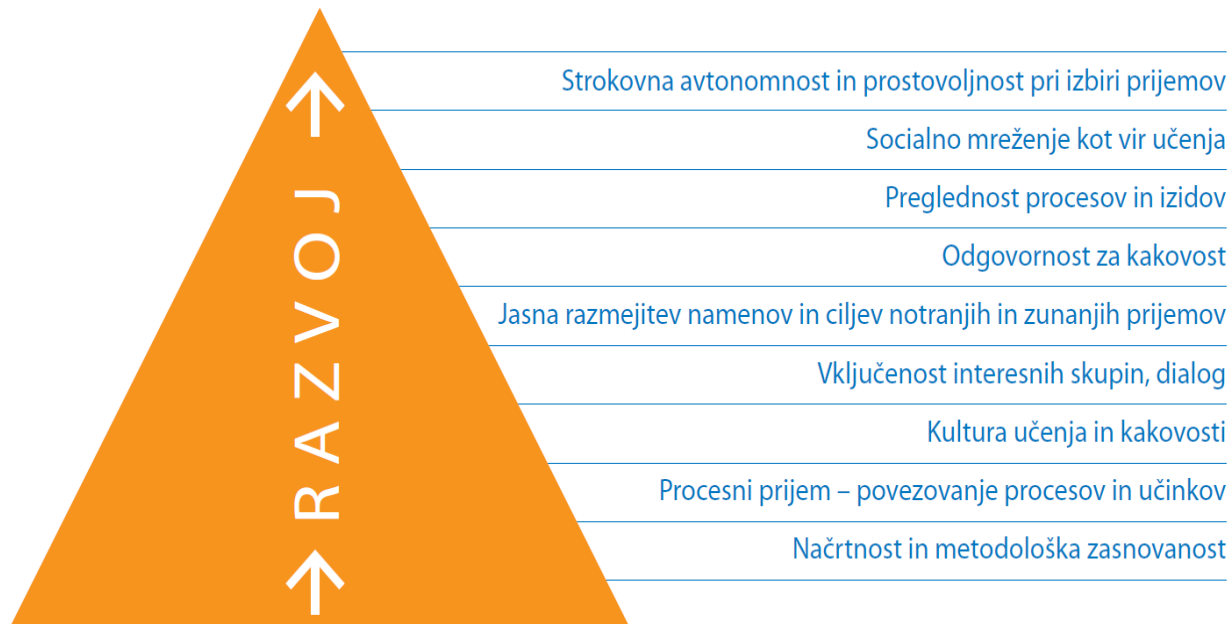 Strokovna avtonomnost in prostovoljnost pri izbiri prijemov
Socialno mreženje kot vir učenja
Preglednost procesov in izidov
Odgovornost za kakovost
Jasna razmejitev namenov in ciljev notranjih in zunanjih prijemov
Vključenost interesnih skupin, dialog
Kultura učenja in kakovosti
Procesni prijem – povezovanje procesov in učinkov
Načrtnost in metodološka zasnovanost
→ RAZVOJ →